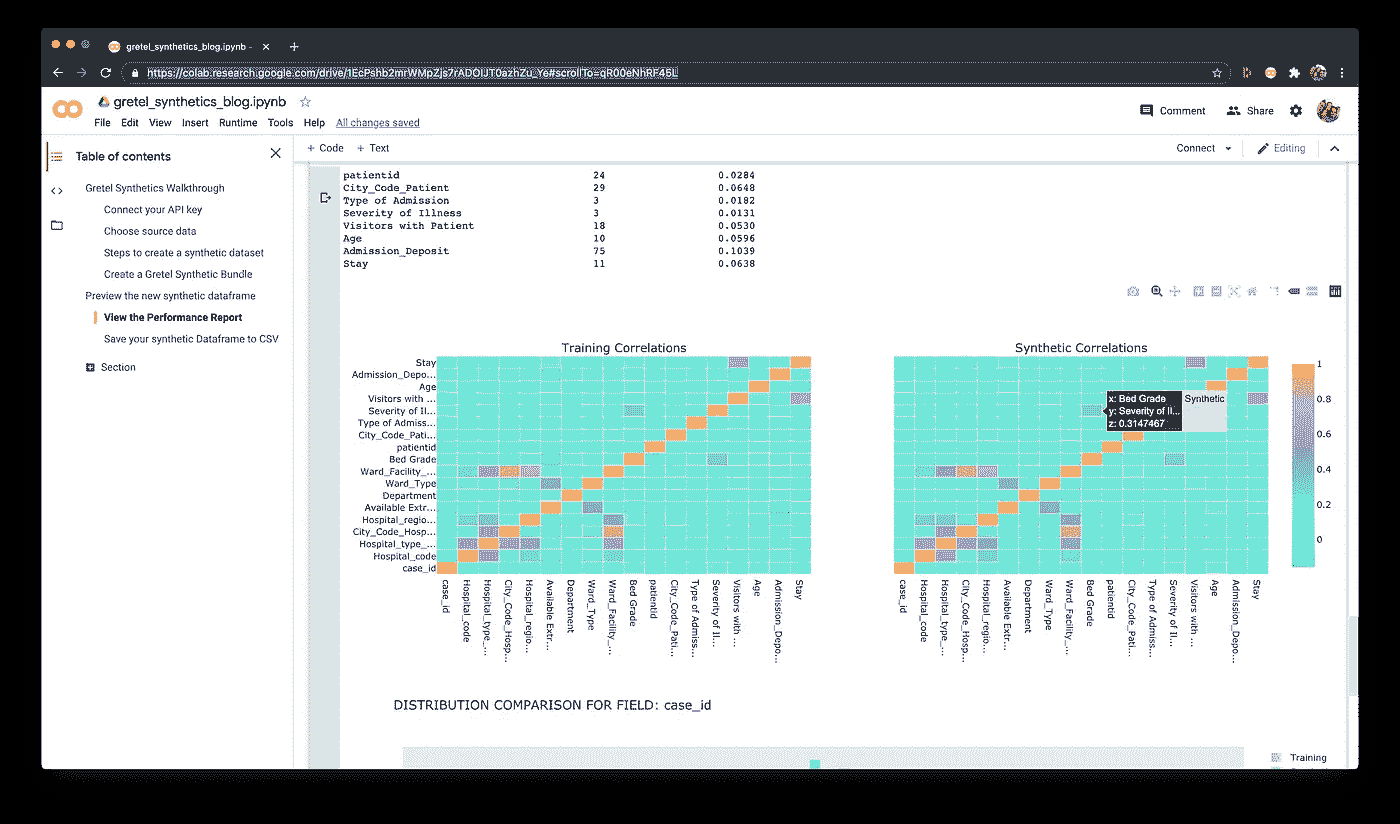 gretel_synthetics_blog.ipynb -
https://colab.research.google.com/drive/1EcPshb2mrWMpZjs7rADOIJT0azhZu_Ye#scrollTo=qR00eNhRF45L
gretel_synthetics_blog.ipynb
Comment
Share
File Edit View Insert Runtime Tools Help All changes saved
Table of contents
+ Code + Text
Connect
Editing
Gretel Synthetics Walkthrough
Connect your API key
Choose source data
Steps to create a synthetic dataset
Create a Gretel Synthetic Bundle
Preview the new synthetic dataframe
View the Performance Report
Save your synthetic Dataframe to CSV
Section
patientid 24 0.0284
City_Code_Patient 29 0.0648
Type of Admission 3 0.0182
Severity of Illness 3 0.0131
Visitors with Patient 18 0.0530
Age 10 0.0596
Admission_Deposit 75 0.1039
Stay 11 0.0638
Training Correlations
Synthetic Correlations
Stay
Admission_Depo...
Age
Visitors with ...
Severity of Il...
Type of Admiss...
City_Code_Pati...
patientid
Bed Grade
Ward_Facility_...
Ward_Type
Department
Available Extr...
Hospital_regio...
City_Code_Hosp...
Hospital_type_...
Hospital_code
case_id
case_id
Hospital_code
Hospital_type_...
City_Code_Hosp...
Hospital_regio...
Available Extr...
Department
Ward_Type
Ward_Facility_...
Bed Grade
patientid
City_Code_Pati...
Type of Admiss...
Severity of Il...
Visitors with ...
Age
Admission_Depo...
Stay
x: Bed Grade
y: Severity of Il...
z: 0.3147467
Synthetic
case_id
Hospital_code
Hospital_type_...
City_Code_Hosp...
Hospital_regio...
Available Extr...
Department
Ward_Type
Ward_Facility_...
Bed Grade
patientid
City_Code_Pati...
Type of Admiss...
Severity of Il...
Visitors with ...
Age
Admission_Depo...
Stay
1
0.8
0.6
0.4
0.2
0
DISTRIBUTION COMPARISON FOR FIELD: case_id
Training